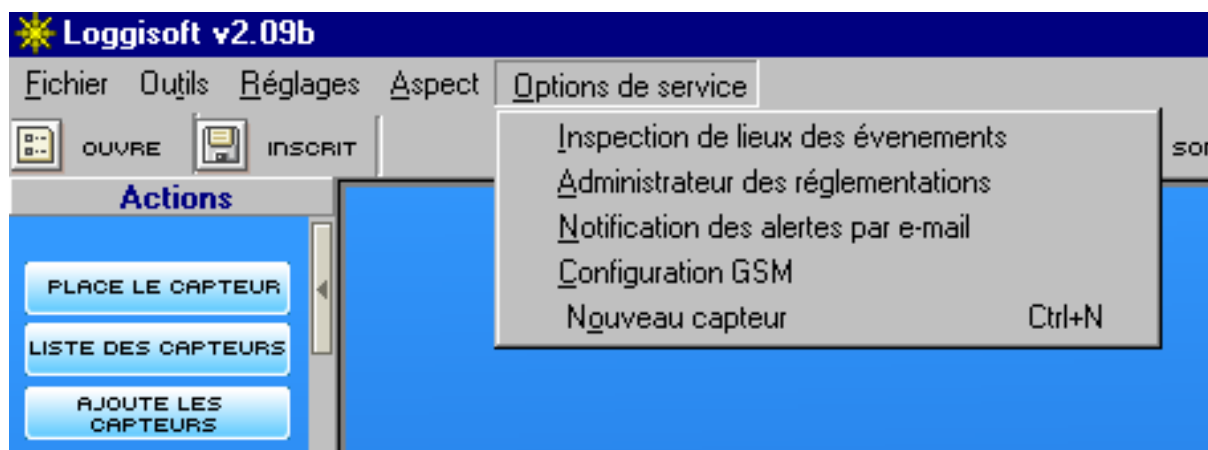 Loggisoft v2.09b
Fichier Outils Réglages Aspect Options de service
OUVRE INSCRIT
Inspection de lieux des évenements
Administrateur des réglementations
Notification des alertes par e-mail
Configuration GSM
Nouveau capteur Ctrl+N
Actions
PLACE LE CAPTEUR
LISTE DES CAPTEURS
AJOUTE LES
CAPTEURS